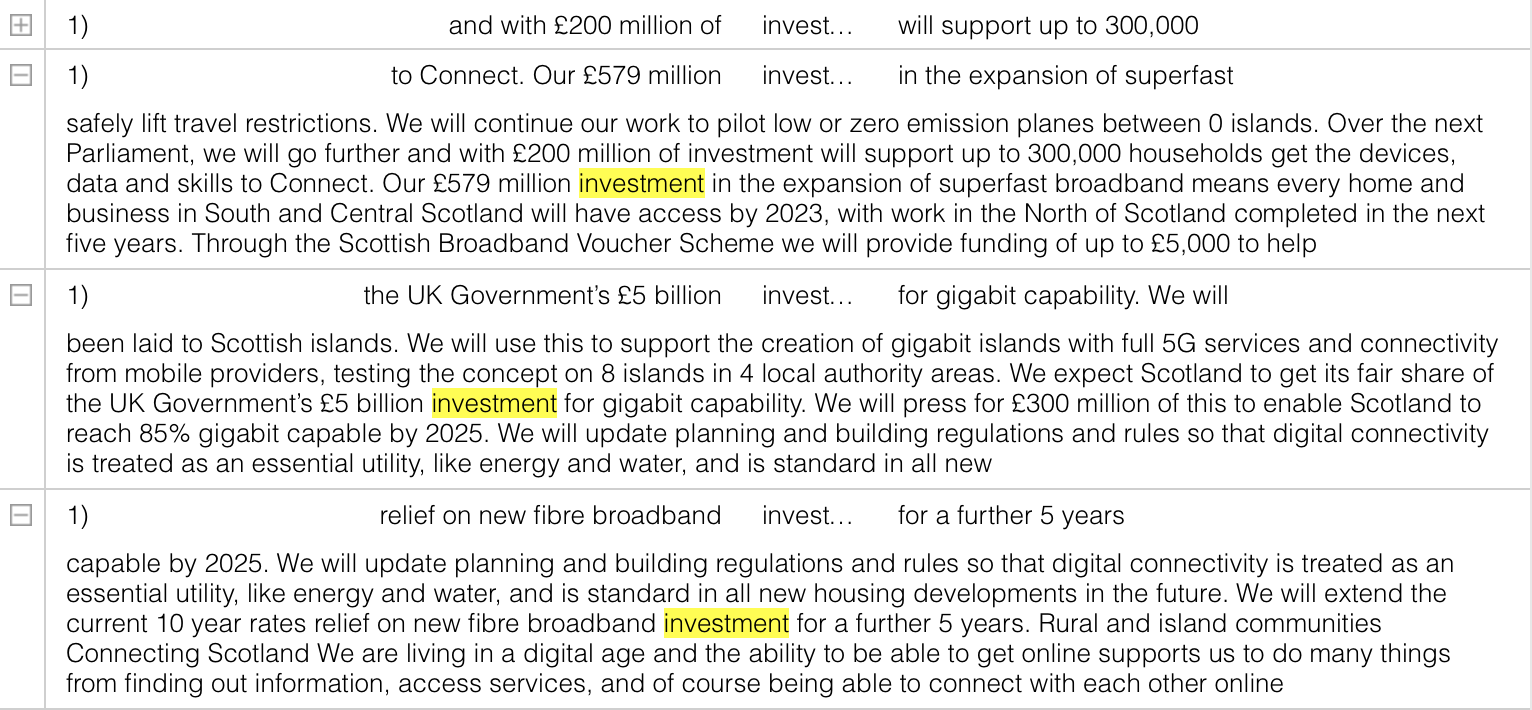 1) and with £200 million of invest… will support up to 300,000
1) to Connect. Our £579 million invest… in the expansion of superfast
safely lift travel restrictions. We will continue our work to pilot low or zero emission planes between 0 islands. Over the next
Parliament, we will go further and with £200 million of investment will support up to 300,000 households get the devices,
data and skills to Connect. Our £579 million investment in the expansion of superfast broadband means every home and
business in South and Central Scotland will have access by 2023, with work in the North of Scotland completed in the next
five years. Through the Scottish Broadband Voucher Scheme we will provide funding of up to £5,000 to help
1) the UK Government's £5 billion invest… for gigabit capability. We will
been laid to Scottish islands. We will use this to support the creation of gigabit islands with full 5G services and connectivity
from mobile providers, testing the concept on 8 islands in 4 local authority areas. We expect Scotland to get its fair share of
the UK Government's £5 billion investment for gigabit capability. We will press for £300 million of this to enable Scotland to
reach 85% gigabit capable by 2025. We will update planning and building regulations and rules so that digital connectivity
is treated as an essential utility, like energy and water, and is standard in all new
1) relief on new fibre broadband invest… for a further 5 years
capable by 2025. We will update planning and building regulations and rules so that digital connectivity is treated as an
essential utility, like energy and water, and is standard in all new housing developments in the future. We will extend the
current 10 year rates relief on new fibre broadband investment for a further 5 years. Rural and island communities
Connecting Scotland We are living in a digital age and the ability to be able to get online supports us to do many things
from finding out information, access services, and of course being able to connect with each other online